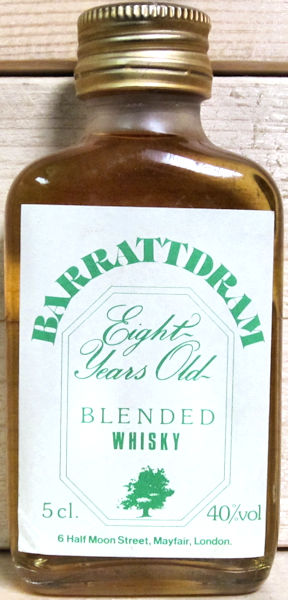 BARRATTDRAM
Eight
Years Old
BLENDED
WHISKY
5 cl. 40%vol
6 Half Moon Street, Mayfair, London.